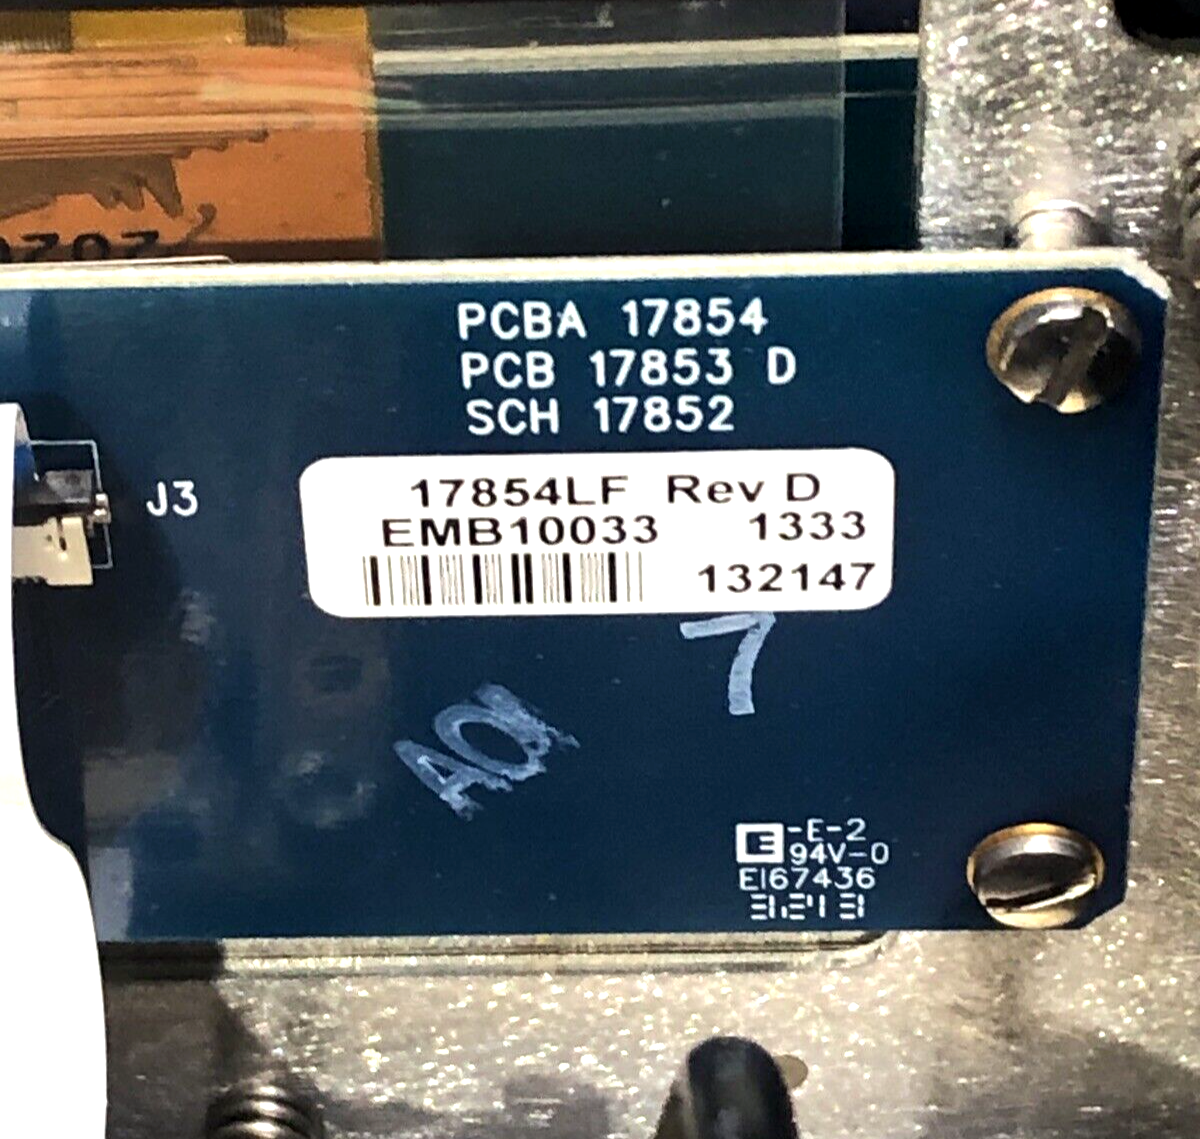 PCBA 17854
PCB 17853 D
SCH 17852
J3
17854LF Rev D
EMB10033 1333
132147
7
AOI
E -E-2
94V-0
E167436